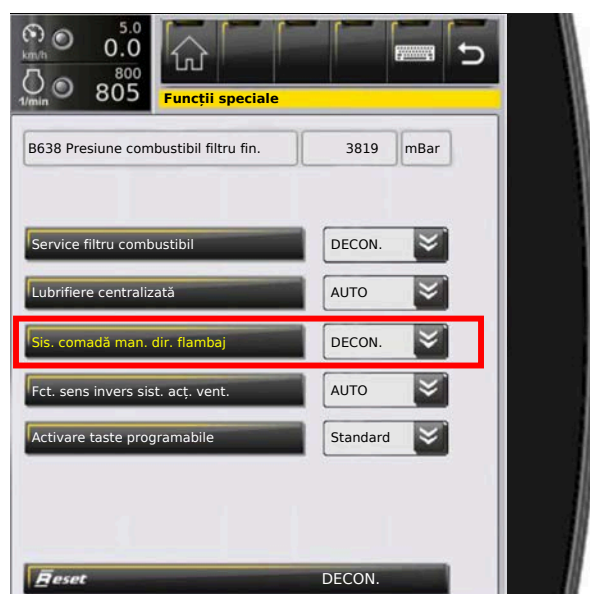 5.0
km/h 0.0
800
1/min 805
Funcții speciale
B638 Presiune combustibil filtru fin. 3819 mBar
Service filtru combustibil DECON.
Lubrifiere centralizată AUTO
Sis. comadă man. dir. flambaj DECON.
Fct. sens invers sist. acț. vent. AUTO
Activare taste programabile Standard
Reset DECON.